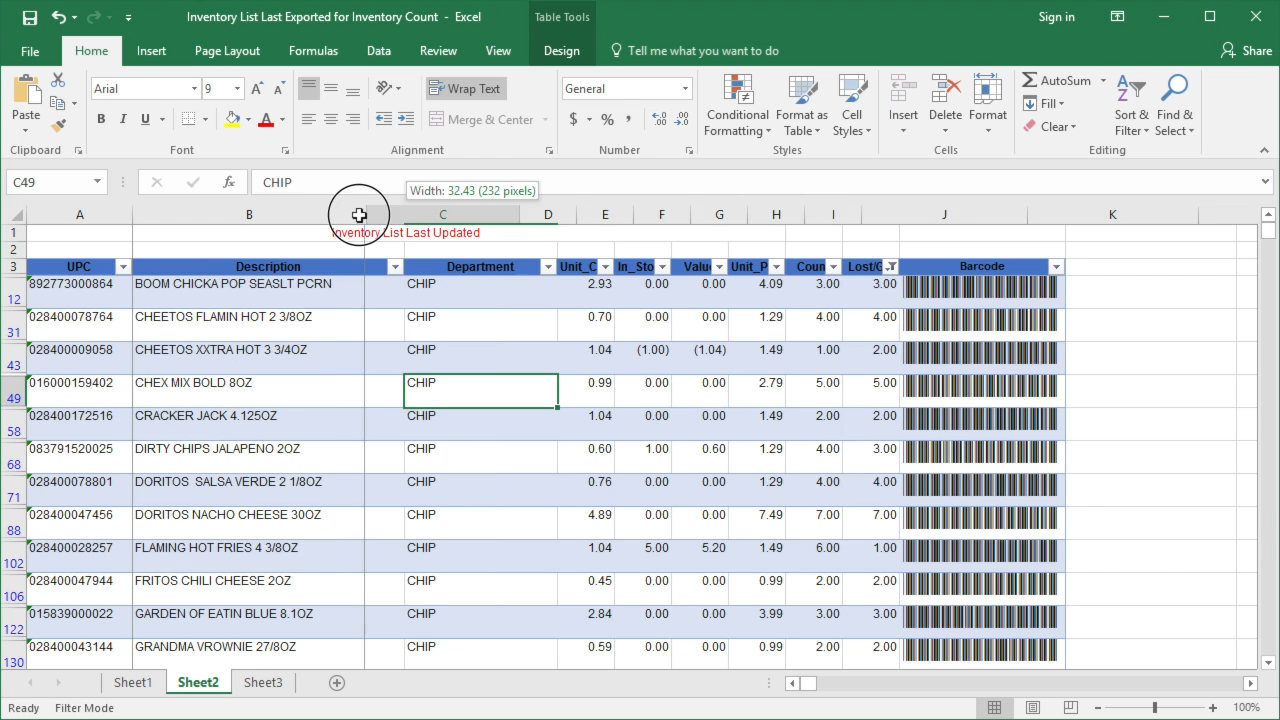 Inventory List Last Exported for Inventory Count - Excel
Table Tools
Sign in
File Home Insert Page Layout Formulas Data Review View Design Tell me what you want to do Share
Paste
Arial 9
Wrap Text
General
Conditional Formatting
Format as Table
Cell Styles
Insert Delete Format
AutoSum
Fill
Clear
Sort & Filter
Find & Select
B I U A
Merge & Center
$ % ,
Clipboard Font Alignment Number Styles Cells Editing
C49 fx CHIP
Width: 32.43 (232 pixels)
A B C D E F G H I J K
1 Inventory List Last Updated
2
3 UPC Description Department Unit_C In_Sto Valu Unit_P Coun Lost/G Barcode
12 892773000864 BOOM CHICKA POP SEASLT PCRN CHIP 2.93 0.00 0.00 4.09 3.00 3.00
31 028400078764 CHEETOS FLAMIN HOT 2 3/8OZ CHIP 0.70 0.00 0.00 1.29 4.00 4.00
43 028400009058 CHEETOS XXTRA HOT 3 3/4OZ CHIP 1.04 (1.00) (1.04) 1.49 1.00 2.00
49 016000159402 CHEX MIX BOLD 8OZ CHIP 0.99 0.00 0.00 2.79 5.00 5.00
58 028400172516 CRACKER JACK 4.125OZ CHIP 1.04 0.00 0.00 1.49 2.00 2.00
68 083791520025 DIRTY CHIPS JALAPENO 2OZ CHIP 0.60 1.00 0.60 1.29 4.00 3.00
71 028400078801 DORITOS  SALSA VERDE 2 1/8OZ CHIP 0.76 0.00 0.00 1.29 4.00 4.00
88 028400047456 DORITOS NACHO CHEESE 30OZ CHIP 4.89 0.00 0.00 7.49 7.00 7.00
102 028400028257 FLAMING HOT FRIES 4 3/8OZ CHIP 1.04 5.00 5.20 1.49 6.00 1.00
106 028400047944 FRITOS CHILI CHEESE 2OZ CHIP 0.45 0.00 0.00 0.99 2.00 2.00
122 015839000022 GARDEN OF EATIN BLUE 8.1OZ CHIP 2.84 0.00 0.00 3.99 3.00 3.00
130 028400043144 GRANDMA VROWNIE 27/8OZ CHIP 0.59 0.00 0.00 0.99 2.00 2.00
Sheet1 Sheet2 Sheet3
Ready Filter Mode 100%